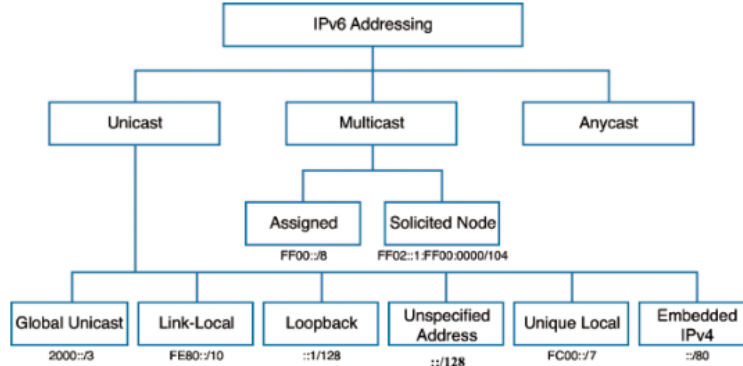 IPv6 Addressing
Unicast
Multicast
Anycast
Assigned
Solicited Node
FF00::/8
FF02::1:FF00:0000/104
Global Unicast
Link-Local
Loopback
Unspecified
Address
Unique Local
Embedded
IPv4
2000::/3
FE80::/10
::1/128
::/128
FC00::/7
::/80